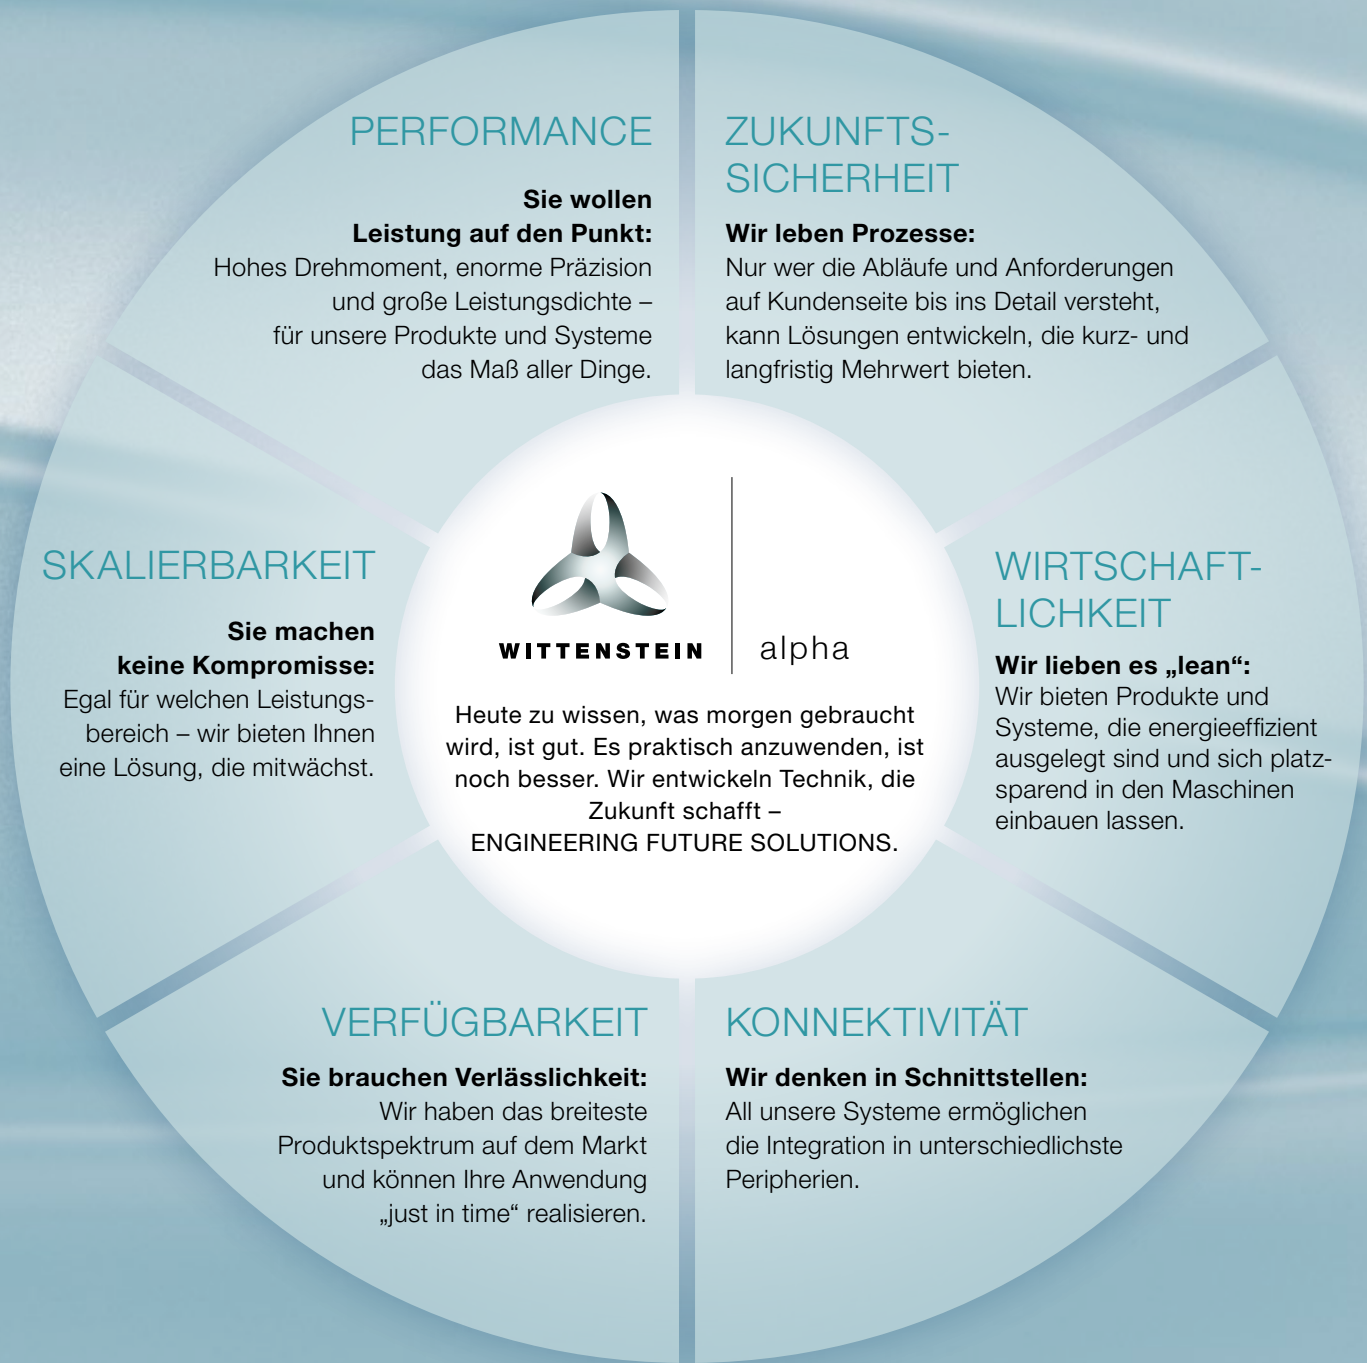 PERFORMANCE
Sie wollen
Leistung auf den Punkt:
Hohes Drehmoment, enorme Präzision
und große Leistungsdichte –
für unsere Produkte und Systeme
das Maß aller Dinge.
ZUKUNFTS-
SICHERHEIT
Wir leben Prozesse:
Nur wer die Abläufe und Anforderungen
auf Kundenseite bis ins Detail versteht,
kann Lösungen entwickeln, die kurz- und
langfristig Mehrwert bieten.
SKALIERBARKEIT
Sie machen
keine Kompromisse:
Egal für welchen Leistungs-
bereich – wir bieten Ihnen
eine Lösung, die mitwächst.
WITTENSTEIN
alpha
Heute zu wissen, was morgen gebraucht
wird, ist gut. Es praktisch anzuwenden, ist
noch besser. Wir entwickeln Technik, die
Zukunft schafft –
ENGINEERING FUTURE SOLUTIONS.
WIRTSCHAFT-
LICHKEIT
Wir lieben es „lean“:
Wir bieten Produkte und
Systeme, die energieeffizient
ausgelegt sind und sich platz-
sparend in den Maschinen
einbauen lassen.
VERFÜGBARKEIT
Sie brauchen Verlässlichkeit:
Wir haben das breiteste
Produktspektrum auf dem Markt
und können Ihre Anwendung
„just in time“ realisieren.
KONNEKTIVITÄT
Wir denken in Schnittstellen:
All unsere Systeme ermöglichen
die Integration in unterschiedlichste
Peripherien.